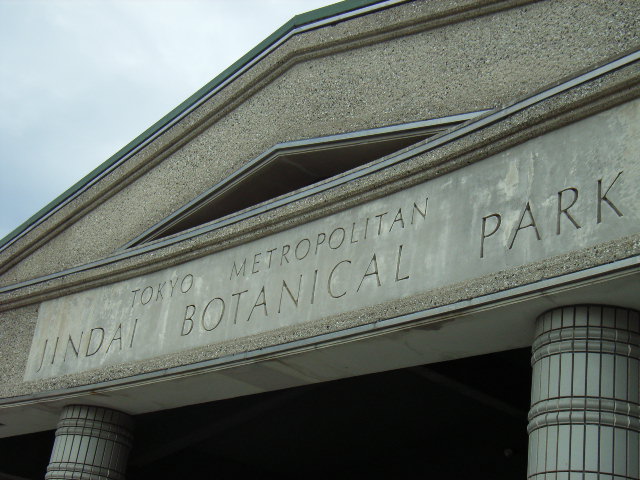 TOKYO METROPOLITAN
JINDAI BOTANICAL PARK